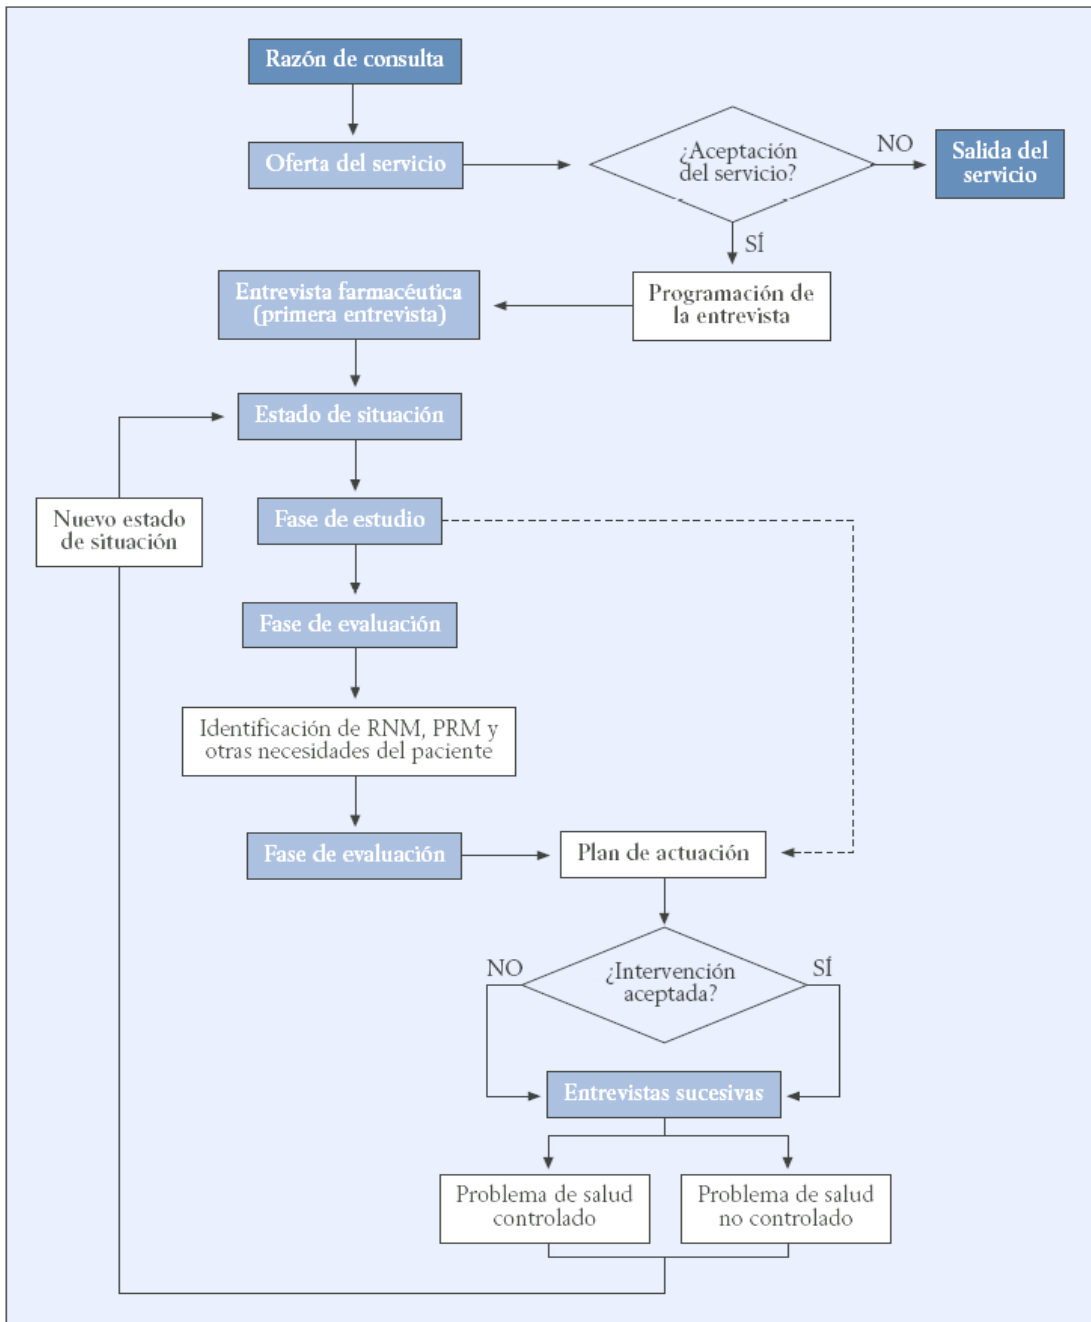 Razón de consulta
Oferta del servicio
¿Aceptación
del servicio?
NO
Salida del
servicio
SÍ
Programación de
la entrevista
Entrevista farmacéutica
(primera entrevista)
Estado de situación
Nuevo estado
de situación
Fase de estudio
Fase de evaluación
Identificación de RNM, PRM y
otras necesidades del paciente
Fase de evaluación
Plan de actuación
NO
¿Intervención
aceptada?
SÍ
Entrevistas sucesivas
Problema de salud
controlado
Problema de salud
no controlado